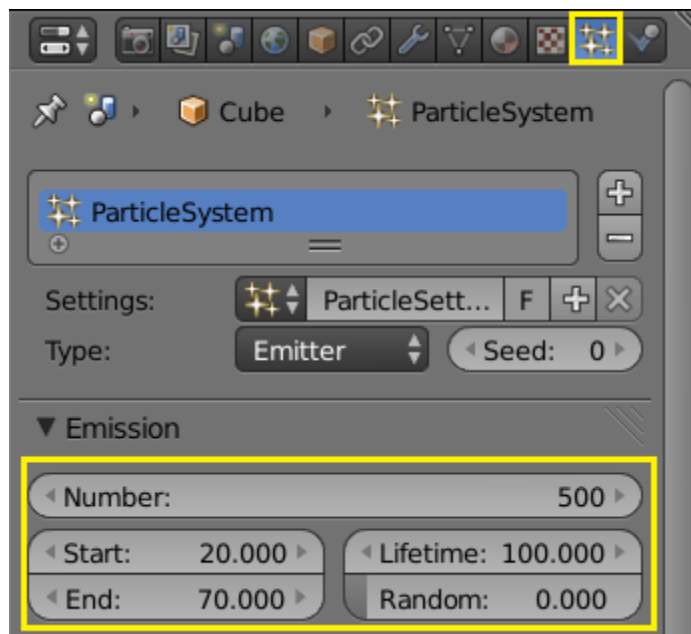 Cube ParticleSystem
ParticleSystem
Settings: ParticleSett... F
Type: Emitter Seed: 0
Emission
Number: 500
Start: 20.000 Lifetime: 100.000
End: 70.000 Random: 0.000